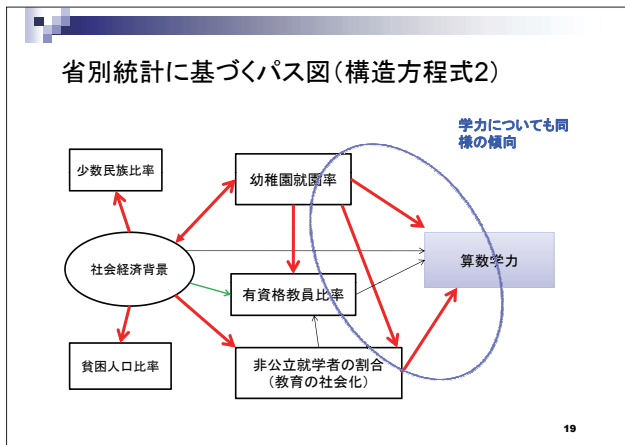 省別統計に基づくパス図(構造方程式2)
学力についても同
様の傾向
少数民族比率
幼稚園就園率
社会経済背景
算数学力
有資格教員比率
貧困人口比率
非公立就学者の割合
(教育の社会化)
19